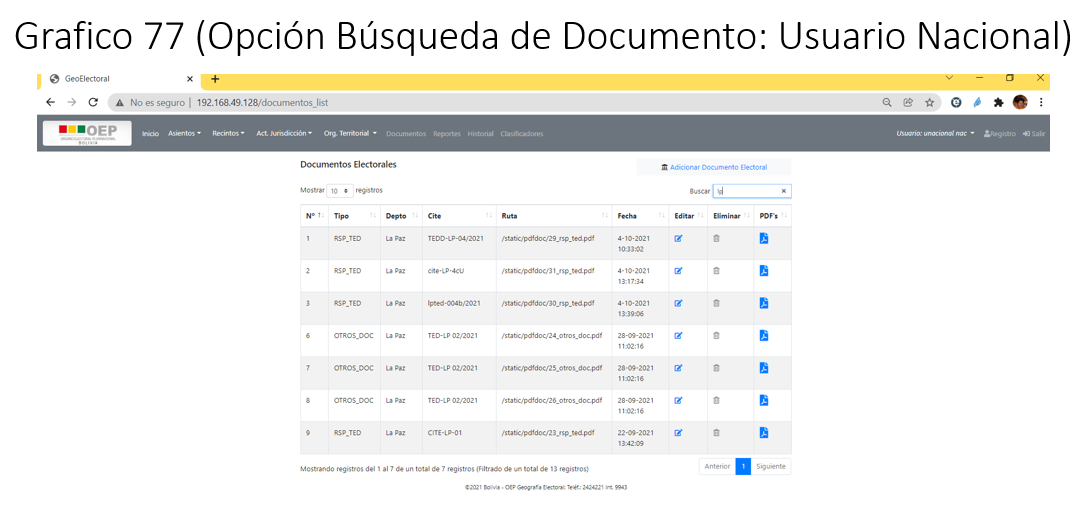 Grafico 77 (Opción Búsqueda de Documento: Usuario Nacional)
GeoElectoral
No es seguro | 192.168.49.128/documentos_list
OEP
BOLIVIA
Inicio Asientos Recintos Act. Jurisdicción Org. Territorial Documentos Reportes Historial Clasificadores Usuario: unacional nac Registro Salir
Documentos Electorales Adicionar Documento Electoral
Mostrar 10 registros Buscar lp
Nº Tipo Depto Cite Ruta Fecha Editar Eliminar PDF's
1 RSP_TED La Paz TEDD-LP-04/2021 /static/pdfdoc/29_rsp_ted.pdf 4-10-2021
10:33:02
2 RSP_TED La Paz cite-LP-4cU /static/pdfdoc/31_rsp_ted.pdf 4-10-2021
13:17:34
3 RSP_TED La Paz lpted-004b/2021 /static/pdfdoc/30_rsp_ted.pdf 4-10-2021
13:39:06
6 OTROS_DOC La Paz TED-LP 02/2021 /static/pdfdoc/24_otros_doc.pdf 28-09-2021
11:02:16
7 OTROS_DOC La Paz TED-LP 02/2021 /static/pdfdoc/25_otros_doc.pdf 28-09-2021
11:02:16
8 OTROS_DOC La Paz TED-LP 02/2021 /static/pdfdoc/26_otros_doc.pdf 28-09-2021
11:02:16
9 RSP_TED La Paz CITE-LP-01 /static/pdfdoc/23_rsp_ted.pdf 22-09-2021
13:42:09
Mostrando registros del 1 al 7 de un total de 7 registros (Filtrado de un total de 13 registros) Anterior 1 Siguiente
©2021 Bolivia - OEP Geografía Electoral: Teléf.: 2424221 Int. 9943